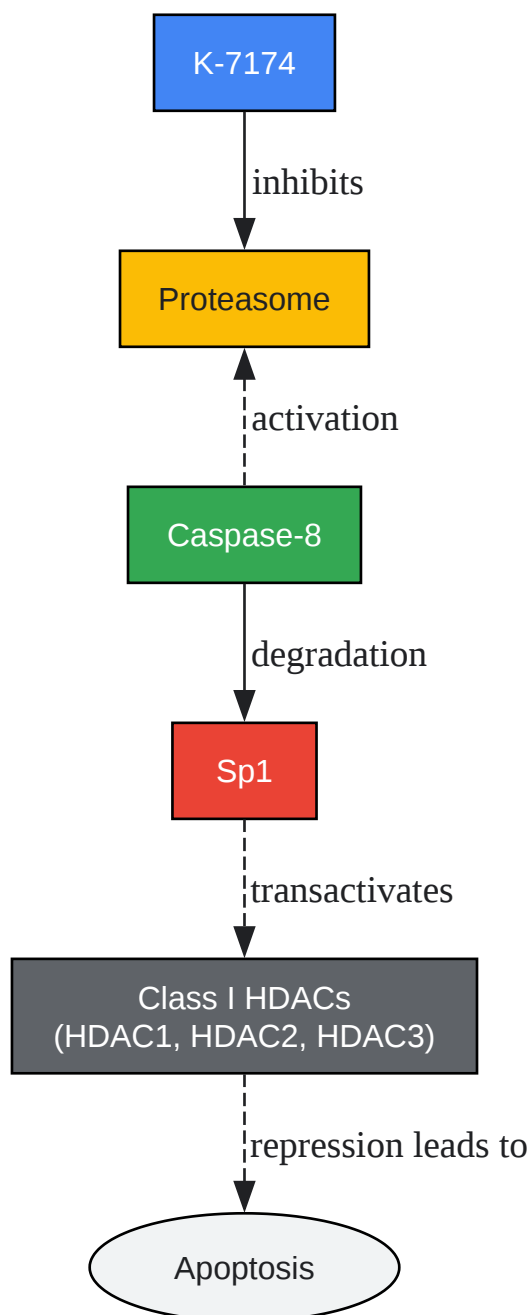 K-7174
inhibits
Proteasome
activation
Caspase-8
degradation
Sp1
transactivates
Class I HDACs
(HDAC1, HDAC2, HDAC3)
repression leads to
Apoptosis